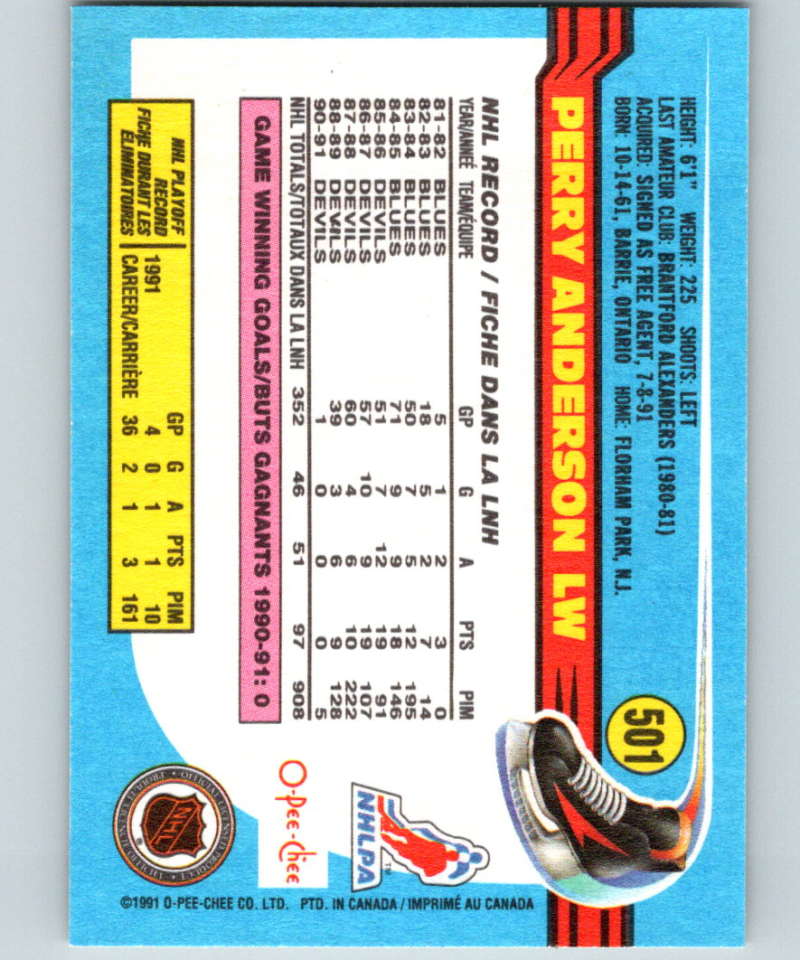 501
PERRY ANDERSON LW
HEIGHT: 6'1" WEIGHT: 225 SHOOTS: LEFT
LAST AMATEUR CLUB: BRANTFORD ALEXANDERS (1980-81)
ACQUIRED: SIGNED AS FREE AGENT, 7-8-91
BORN: 10-14-61, BARRIE, ONTARIO HOME: FLORHAM PARK, N.J.
NHL RECORD / FICHE DANS LA LNH
YEAR/ANNÉE TEAM/ÉQUIPE GP G A PTS PIM
81-82 BLUES 5 1 2 3 0
82-83 BLUES 18 5 2 7 14
83-84 BLUES 50 7 5 12 195
84-85 BLUES 71 9 9 18 146
85-86 DEVILS 51 7 12 19 91
86-87 DEVILS 57 10 9 19 107
87-88 DEVILS 60 4 6 10 222
88-89 DEVILS 39 3 6 9 128
90-91 DEVILS 1 0 0 0 5
NHL TOTALS/TOTAUX DANS LA LNH 352 46 51 97 908
GAME WINNING GOALS/BUTS GAGNANTS 1990-91: 0
NHL PLAYOFF RECORD
FICHE DURANT LES ÉLIMINATOIRES
GP G A PTS PIM
1991 4 0 1 1 10
CAREER/CARRIÈRE 36 2 1 3 161
NHLPA
TM
O-Pee-Chee
NHL
©1991 O-PEE-CHEE CO. LTD. PTD. IN CANADA / IMPRIMÉ AU CANADA